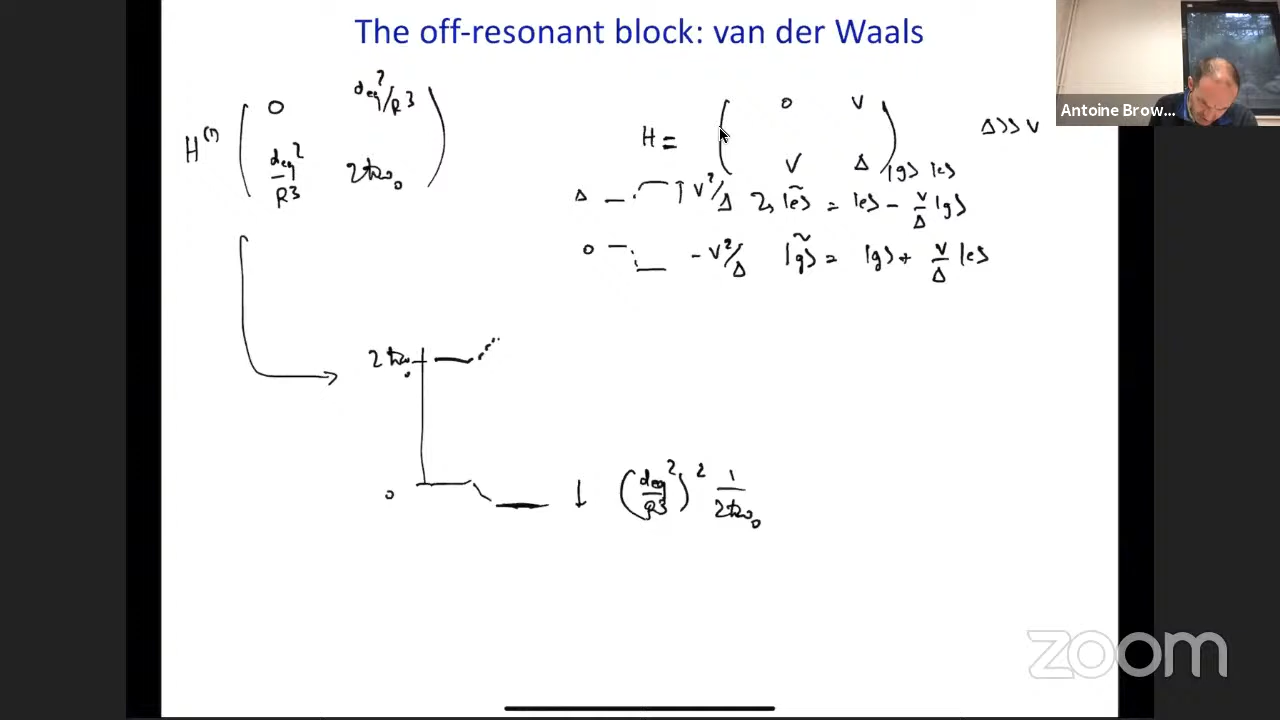 The off-resonant block: van der Waals
Antoine Brow...
H⁽¹⁾ ( 0 d_eg²/R³
d_eg²/R³ 2ħω₀ )
H = ( 0 V
V Δ ) |g⟩ |e⟩
Δ>>V
Δ ↑ V²/Δ |ẽ⟩ = |e⟩ - V/Δ |g⟩
0 - V²/Δ |g̃⟩ = |g⟩ + V/Δ |e⟩
2ħω₀
0 ↓ (d_eg²/R³)² 1/2ħω₀
zoom